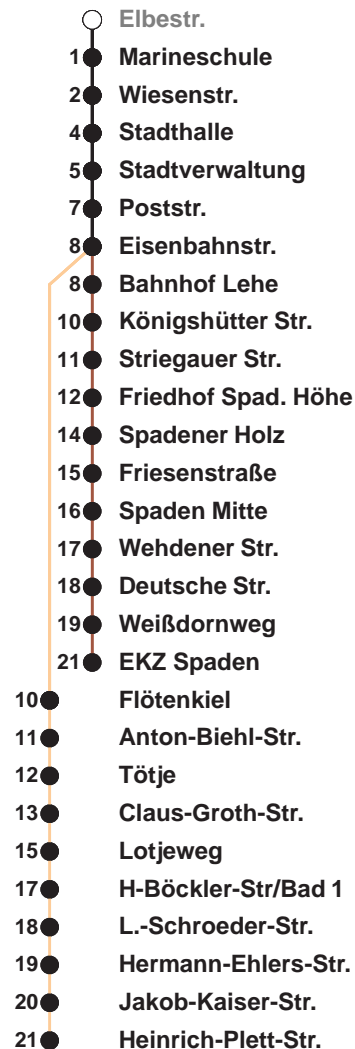 Elbestr.
1 Marineschule
2 Wiesenstr.
4 Stadthalle
5 Stadtverwaltung
7 Poststr.
8 Eisenbahnstr.
8 Bahnhof Lehe
10 Königshütter Str.
11 Striegauer Str.
12 Friedhof Spad. Höhe
14 Spadener Holz
15 Friesenstraße
16 Spaden Mitte
17 Wehdener Str.
18 Deutsche Str.
19 Weißdornweg
21 EKZ Spaden
10 Flötenkiel
11 Anton-Biehl-Str.
12 Tötje
13 Claus-Groth-Str.
15 Lotjeweg
17 H-Böckler-Str/Bad 1
18 L.-Schroeder-Str.
19 Hermann-Ehlers-Str.
20 Jakob-Kaiser-Str.
21 Heinrich-Plett-Str.